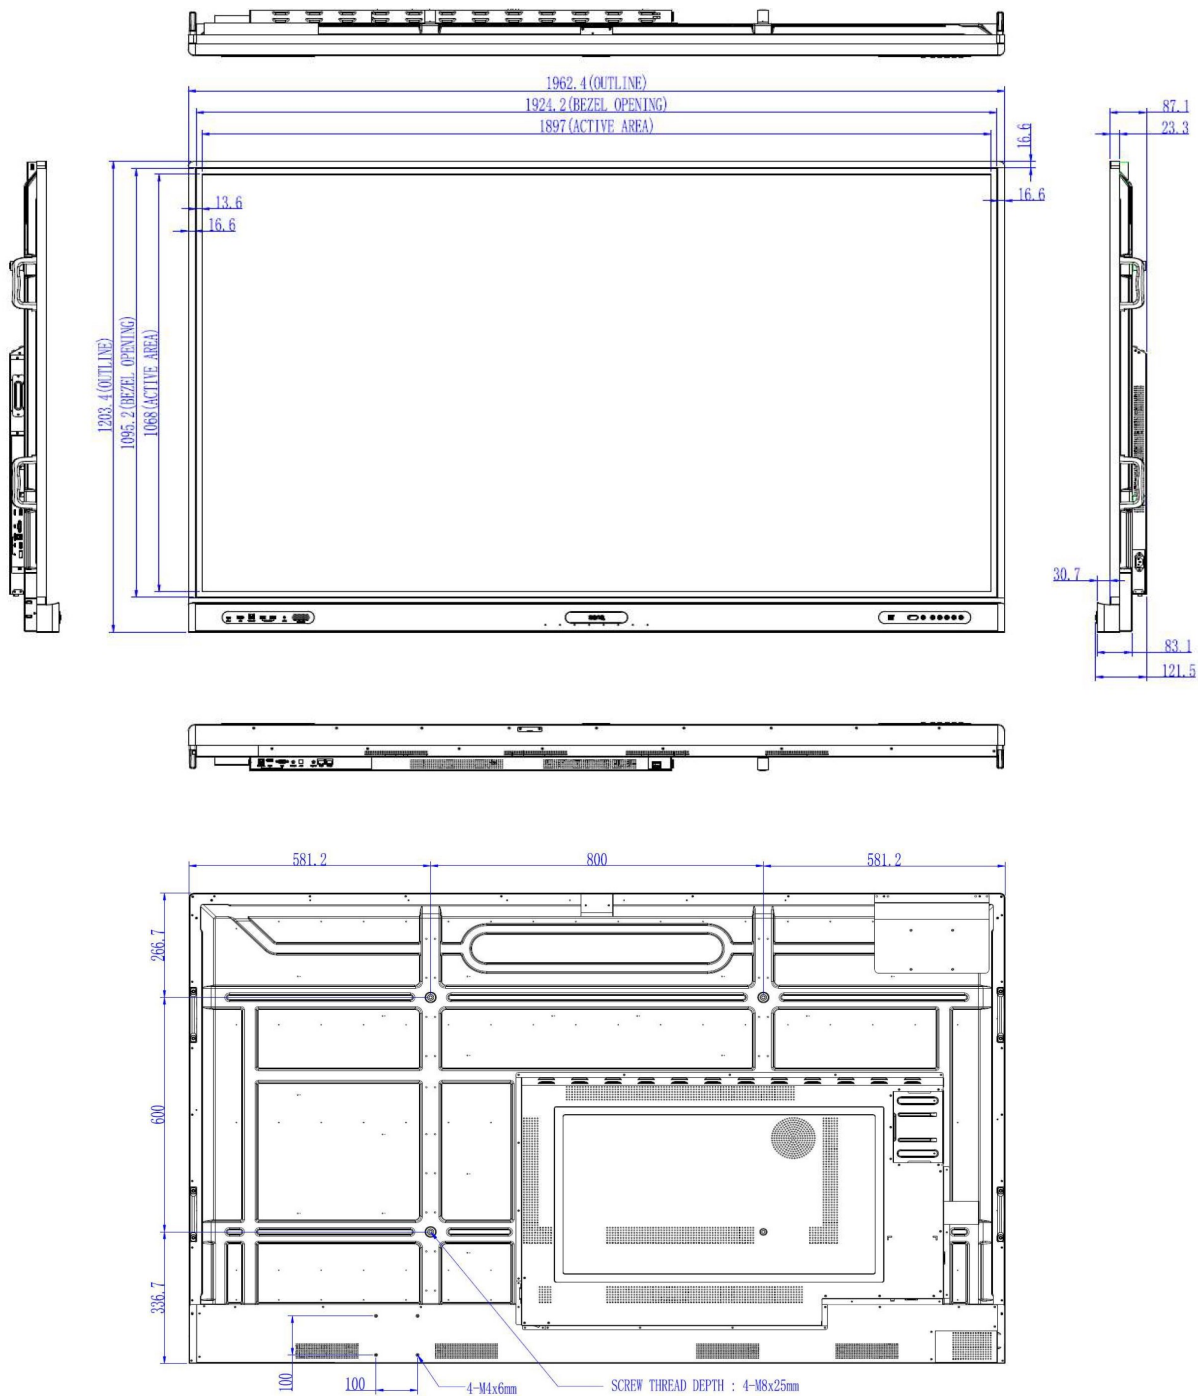 1962.4(OUTLINE)
1924.2(BEZEL OPENING)
1897(ACTIVE AREA)
87.1
23.3
16.6
16.6
13.6
16.6
1203.4(OUTLINE)
1095.2(BEZEL OPENING)
1068(ACTIVE AREA)
30.7
83.1
121.5
581.2
800
581.2
266.7
600
336.7
100
100
4-M4x6mm
SCREW THREAD DEPTH : 4-M8x25mm